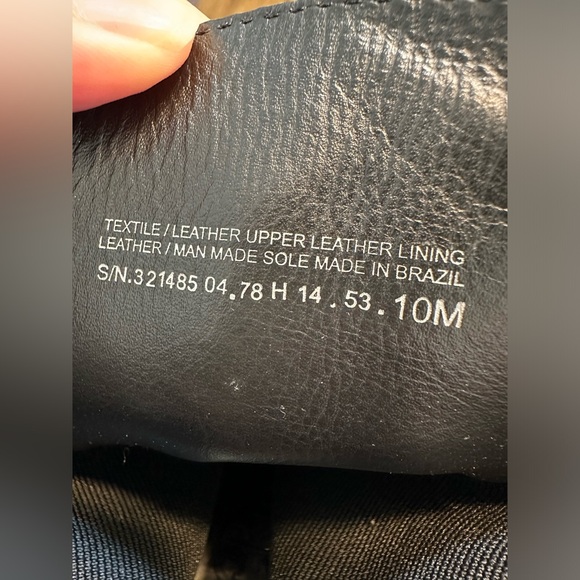 TEXTILE / LEATHER UPPER LEATHER LINING
LEATHER / MAN MADE SOLE MADE IN BRAZIL
S/N.321485 04.78 H 14 . 53 . 10M